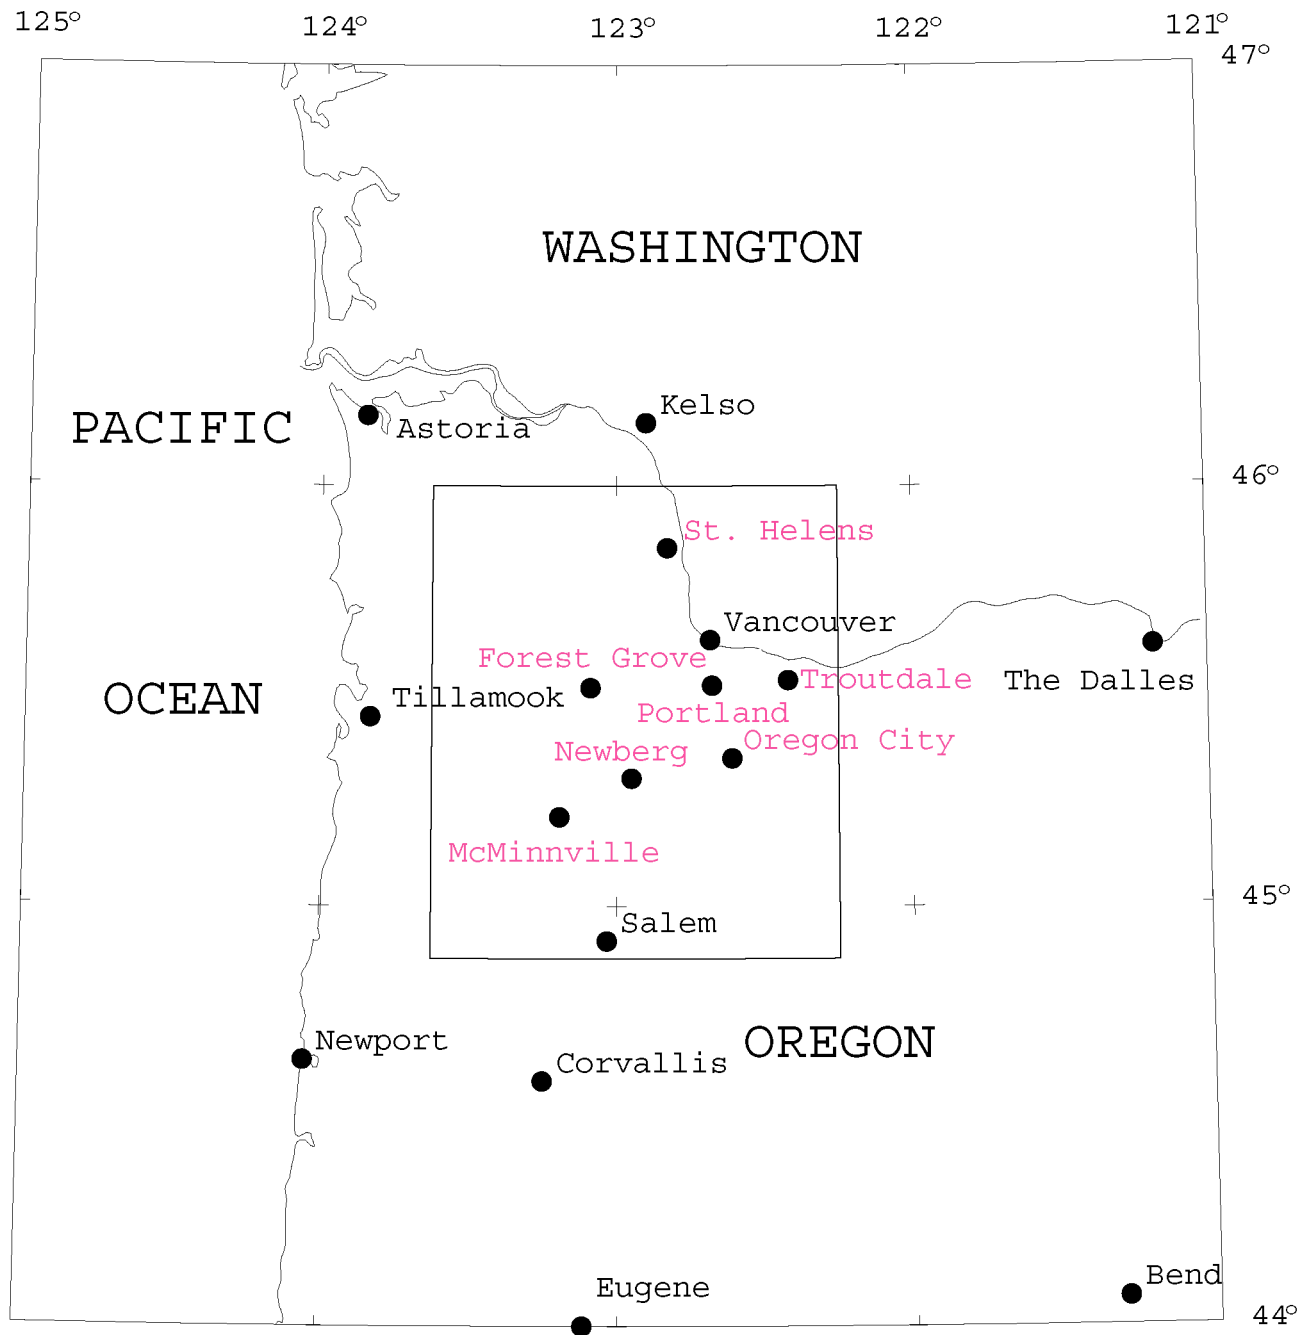 125° 124° 123° 122° 121°
47°
WASHINGTON
Kelso
PACIFIC
Astoria
46°
St. Helens
Vancouver
Forest Grove
Troutdale
The Dalles
OCEAN
Tillamook
Portland
Oregon City
Newberg
McMinnville
45°
Salem
Newport
OREGON
Corvallis
Bend
Eugene
44°